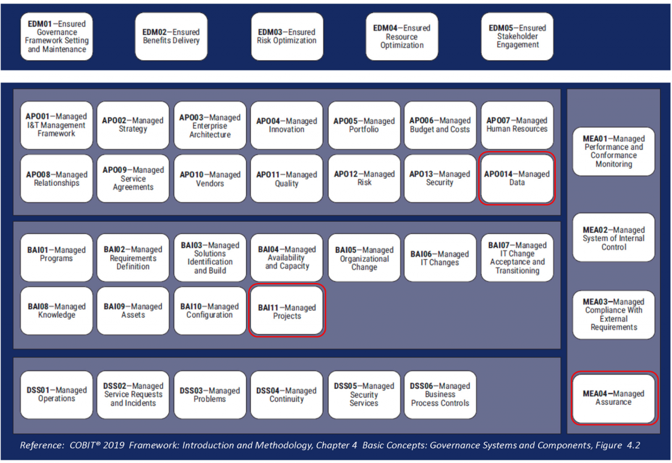 EDM01—Ensured
Governance
Framework Setting
and Maintenance
EDM02—Ensured
Benefits Delivery
EDM03—Ensured
Risk Optimization
EDM04—Ensured
Resource
Optimization
EDM05—Ensured
Stakeholder
Engagement
APO01—Managed
I&T Management
Framework
APO02—Managed
Strategy
APO03—Managed
Enterprise
Architecture
APO04—Managed
Innovation
APO05—Managed
Portfolio
APO06—Managed
Budget and Costs
APO07—Managed
Human Resources
APO08—Managed
Relationships
APO09—Managed
Service
Agreements
APO10—Managed
Vendors
APO11—Managed
Quality
APO12—Managed
Risk
APO13—Managed
Security
APO014—Managed
Data
BAI01—Managed
Programs
BAI02—Managed
Requirements
Definition
BAI03—Managed
Solutions
Identification
and Build
BAI04—Managed
Availability
and Capacity
BAI05—Managed
Organizational
Change
BAI06—Managed
IT Changes
BAI07—Managed
IT Change
Acceptance and
Transitioning
BAI08—Managed
Knowledge
BAI09—Managed
Assets
BAI10—Managed
Configuration
BAI11—Managed
Projects
DSS01—Managed
Operations
DSS02—Managed
Service Requests
and Incidents
DSS03—Managed
Problems
DSS04—Managed
Continuity
DSS05—Managed
Security
Services
DSS06—Managed
Business
Process Controls
MEA01—Managed
Performance and
Conformance
Monitoring
MEA02—Managed
System of Internal
Control
MEA03—Managed
Compliance With
External
Requirements
MEA04—Managed
Assurance
Reference: COBIT® 2019 Framework: Introduction and Methodology, Chapter 4 Basic Concepts: Governance Systems and Components, Figure 4.2